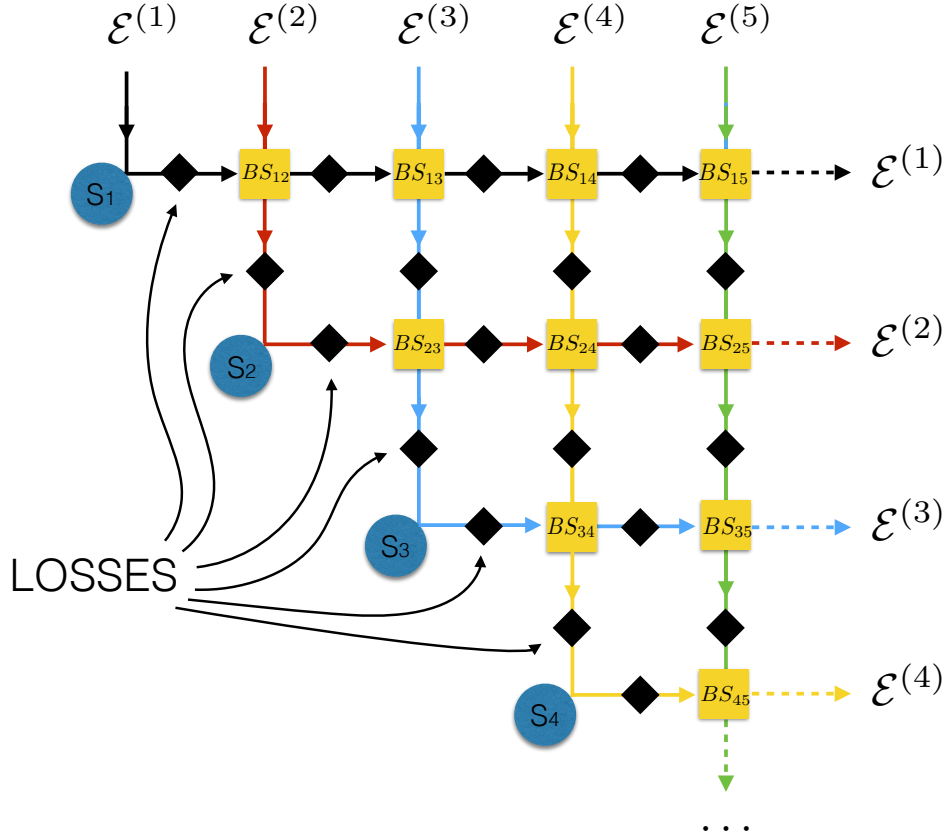 ℰ⁽¹⁾ ℰ⁽²⁾ ℰ⁽³⁾ ℰ⁽⁴⁾ ℰ⁽⁵⁾
S₁ BS₁₂ BS₁₃ BS₁₄ BS₁₅ ℰ⁽¹⁾
S₂ BS₂₃ BS₂₄ BS₂₅ ℰ⁽²⁾
S₃ BS₃₄ BS₃₅ ℰ⁽³⁾
LOSSES
S₄ BS₄₅ ℰ⁽⁴⁾
...